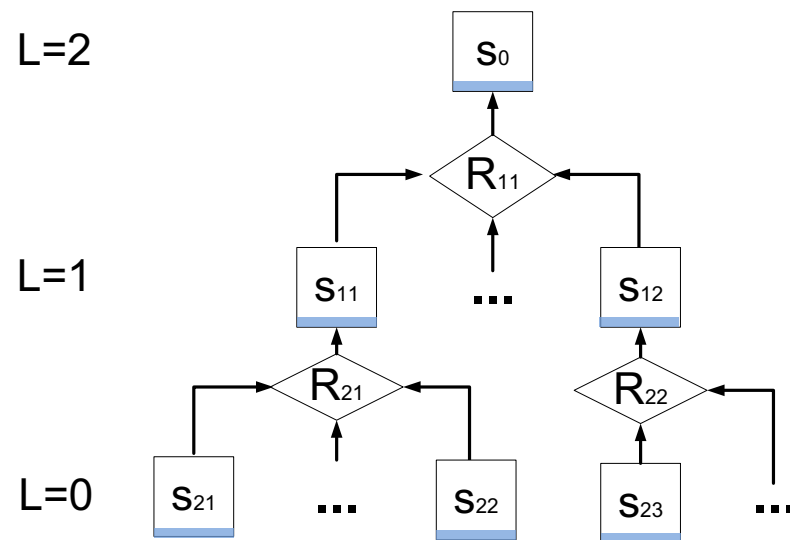 L=2
S0
R11
L=1
S11
...
S12
R21
R22
L=0
S21
...
S22
S23
...